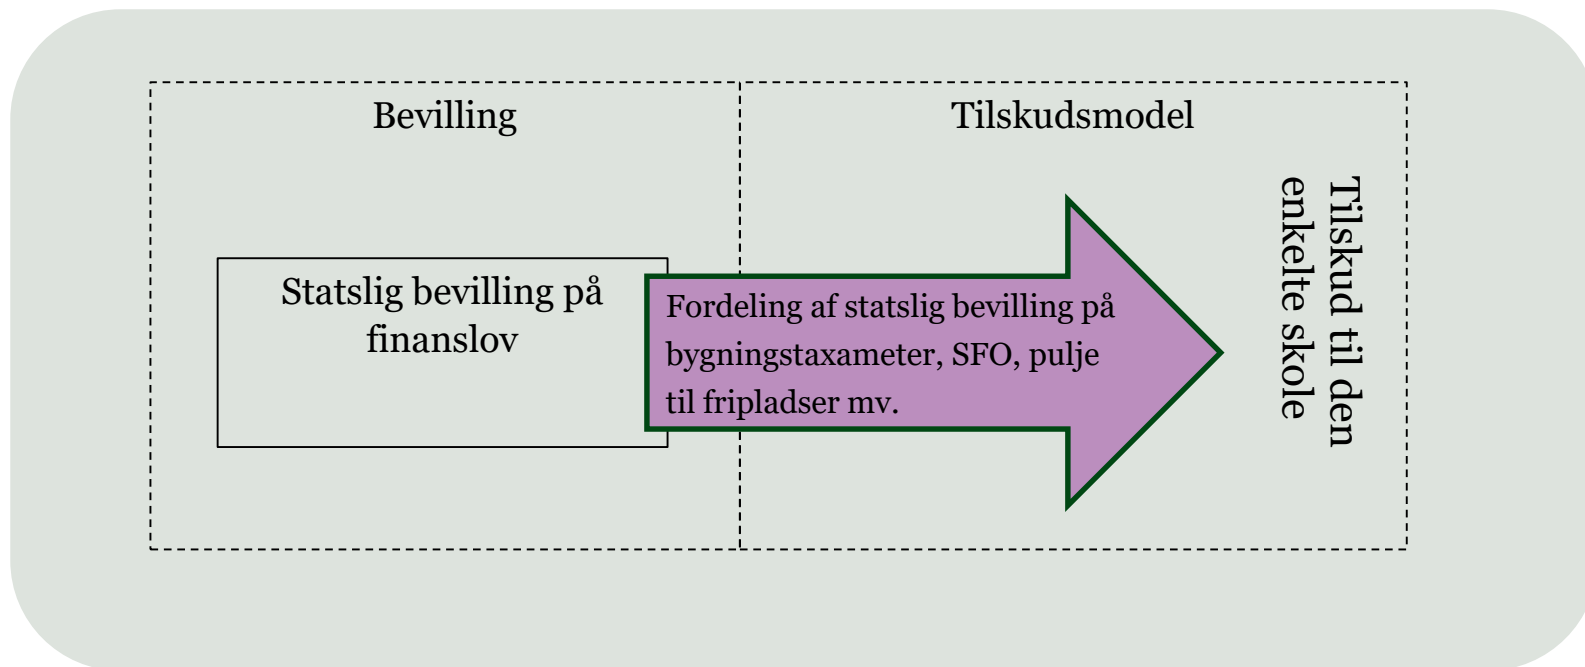 Bevilling
Statslig bevilling på
finanslov
Tilskudsmodel
Fordeling af statslig bevilling på
bygningstaxameter, SFO, pulje
til fripladser mv.
Tilskud til den
enkelte skole